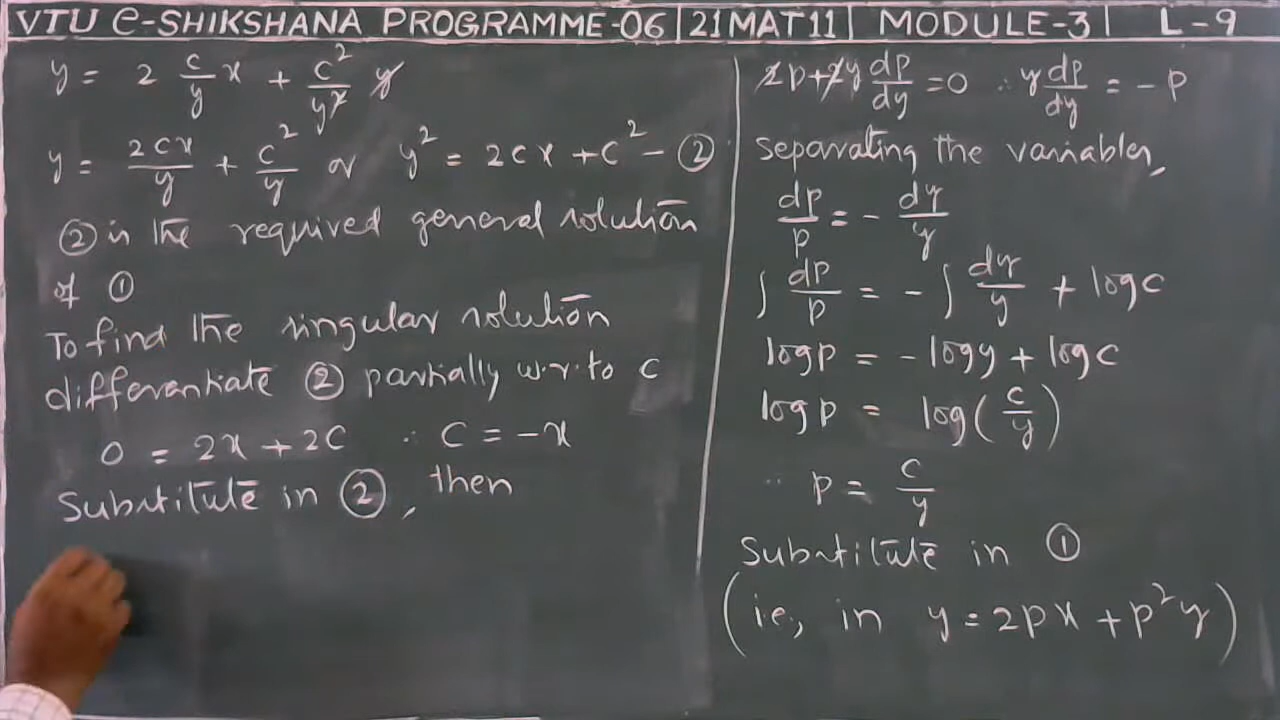 VTU e-SHIKSHANA PROGRAMME-06 | 21MAT11 | MODULE-3 | L-9
y = 2 c/y x + c²/y² y
y = 2cx/y + c²/y or y² = 2cx + c² - ②
② is the required general solution
of ①
To find the singular solution
differentiate ② partially w.r.to c
0 = 2x + 2c ∴ c = -x
Substitute in ②, then
2p + 2y dp/dy = 0 ∴ y dp/dy = - p
separating the variables,
dp/p = - dy/y
∫ dp/p = - ∫ dy/y + log c
log p = - log y + log c
log p = log (c/y)
∴ p = c/y
Substitute in ①
(i.e, in y = 2px + p²y)